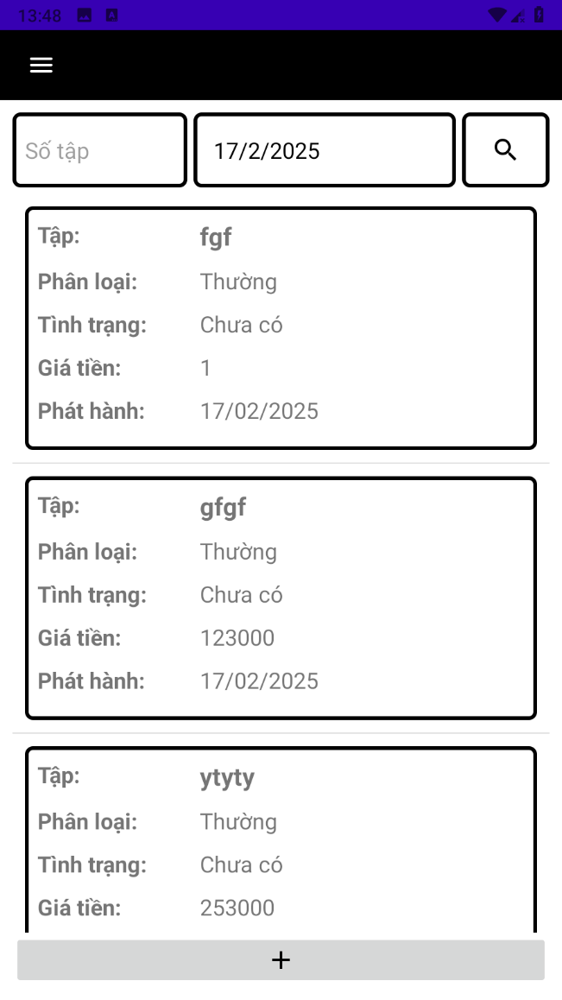 13:48
Số tập 17/2/2025
Tập: fgf
Phân loại: Thường
Tình trạng: Chưa có
Giá tiền: 1
Phát hành: 17/02/2025
Tập: gfgf
Phân loại: Thường
Tình trạng: Chưa có
Giá tiền: 123000
Phát hành: 17/02/2025
Tập: ytyty
Phân loại: Thường
Tình trạng: Chưa có
Giá tiền: 253000
+